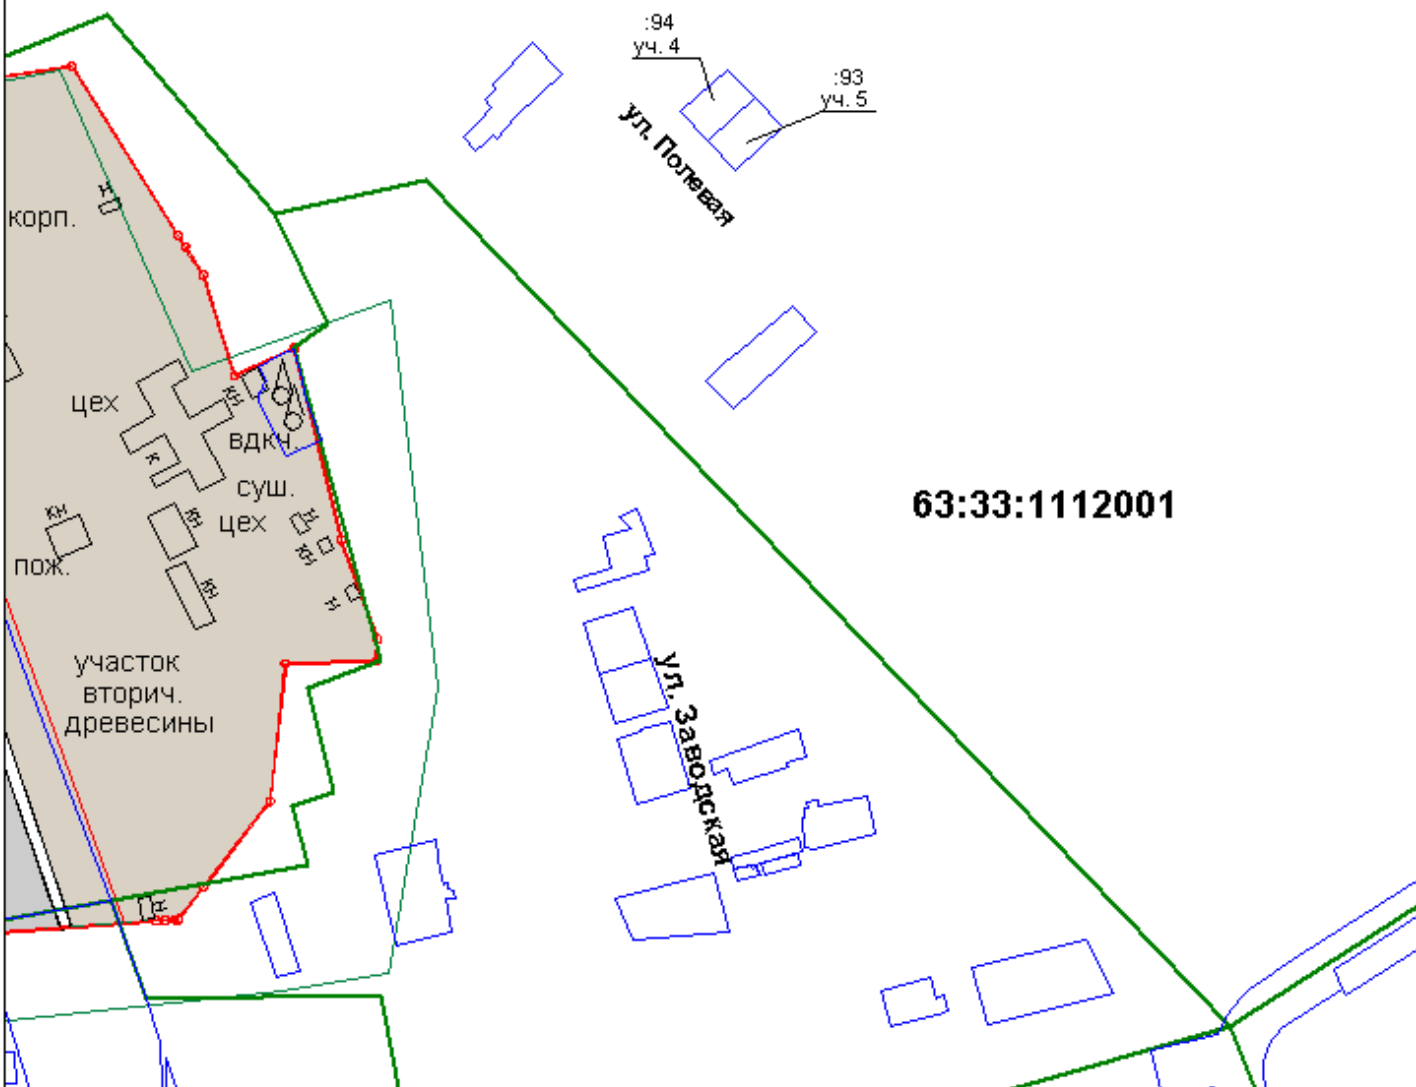 :94
уч. 4
:93
уч. 5
ул. Полевая
н
корп.
цех
кн
к
вдкч.
суш.
цех
кн
кн
н
кн
пож.
кн
н
63:33:1112001
участок
вторич.
древесины
ул. Заводская
н